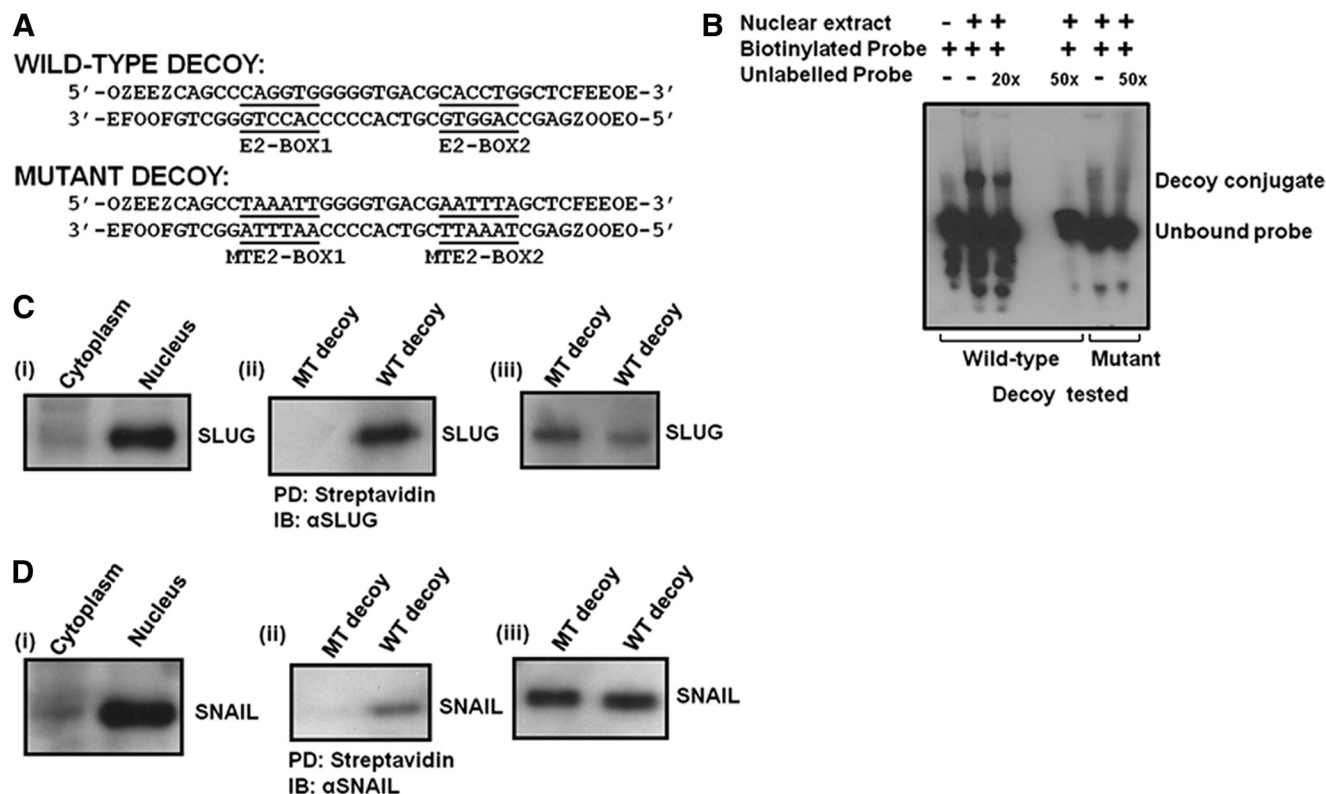 A
WILD-TYPE DECOY:
5'-OZEEZCAGCCCAGGTGGGGGTGACGCACCTGGCTCFEEOE-3'
3'-EFOOFGTCGGGTCCACCCCCACTGCGTGGACCGAGZOOEO-5'
E2-BOX1 E2-BOX2
MUTANT DECOY:
5'-OZEEZCAGCCTAAATTGGGGTGACGAATTTAGCTCFEEOE-3'
3'-EFOOFGTCGGATTTAACCCCACTGCTTAAATCGAGZOOEO-5'
MTE2-BOX1 MTE2-BOX2
B
Nuclear extract - + + + + +
Biotinylated Probe + + + + + +
Unlabelled Probe - - 20x 50x - 50x
Decoy conjugate
Unbound probe
Wild-type Mutant
Decoy tested
C
(i) Cytoplasm Nucleus
SLUG
(ii) MT decoy WT decoy
SLUG
PD: Streptavidin
IB: αSLUG
(iii) MT decoy WT decoy
SLUG
D
(i) Cytoplasm Nucleus
SNAIL
(ii) MT decoy WT decoy
SNAIL
PD: Streptavidin
IB: αSNAIL
(iii) MT decoy WT decoy
SNAIL